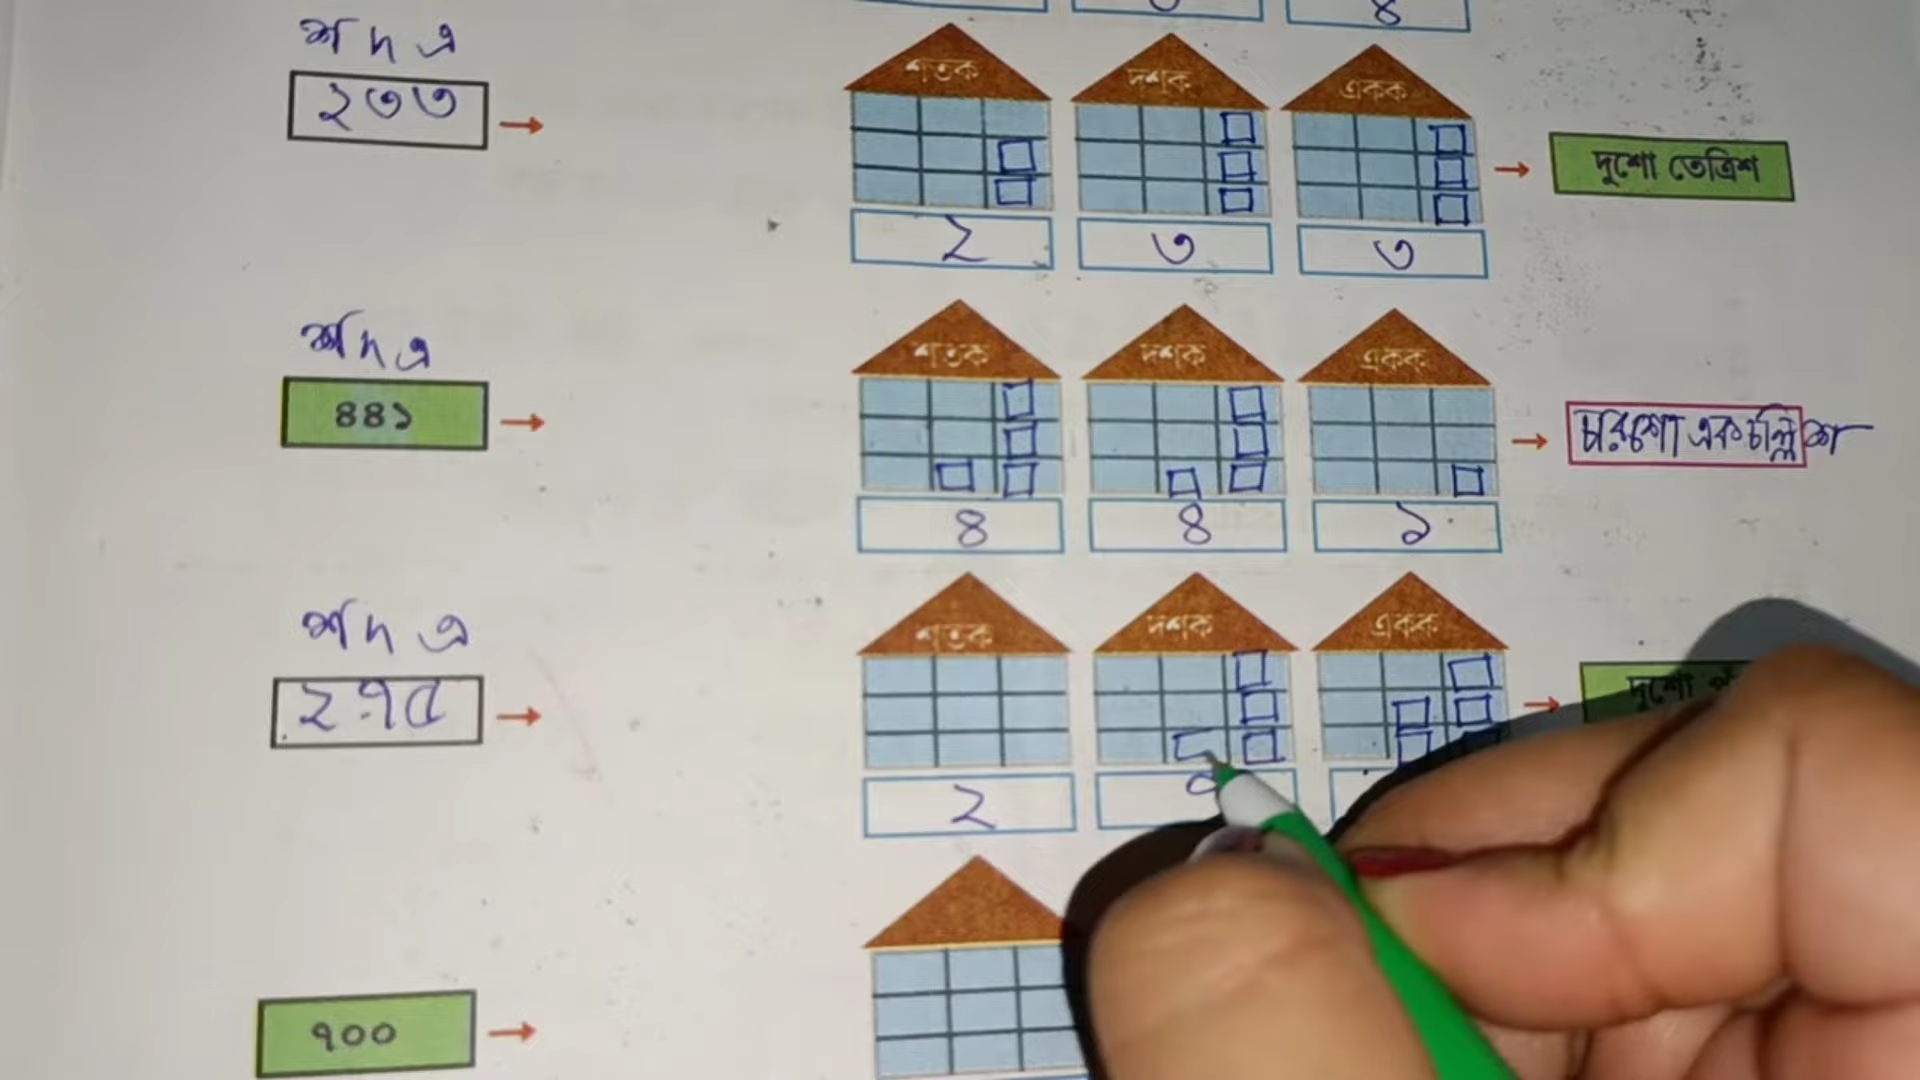 ৪
শ দ এ
২৩৩
শতক দশক একক
দুশো তেত্রিশ
২ ৩ ৩
শ দ এ
৪৪১
শতক দশক একক
চারশো একচল্লিশ
৪ ৪ ১
শ দ এ
২৭৫
শতক দশক একক
দুশো
২
৭০০